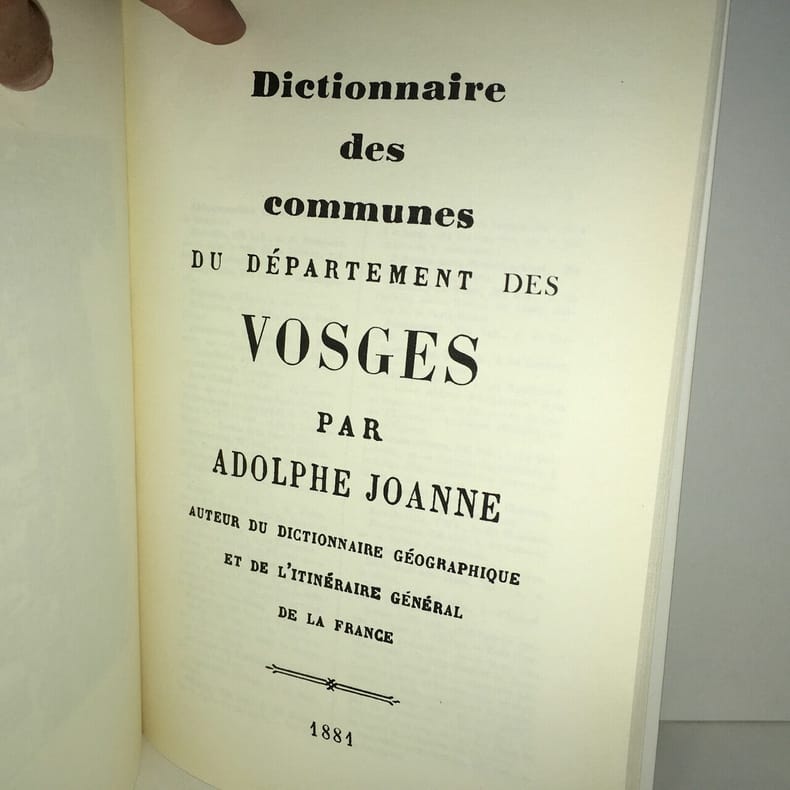 Dictionnaire
des
communes
DU DÉPARTEMENT DES
VOSGES
PAR
ADOLPHE JOANNE
AUTEUR DU DICTIONNAIRE GÉOGRAPHIQUE
ET DE L'ITINÉRAIRE GÉNÉRAL
DE LA FRANCE
1881